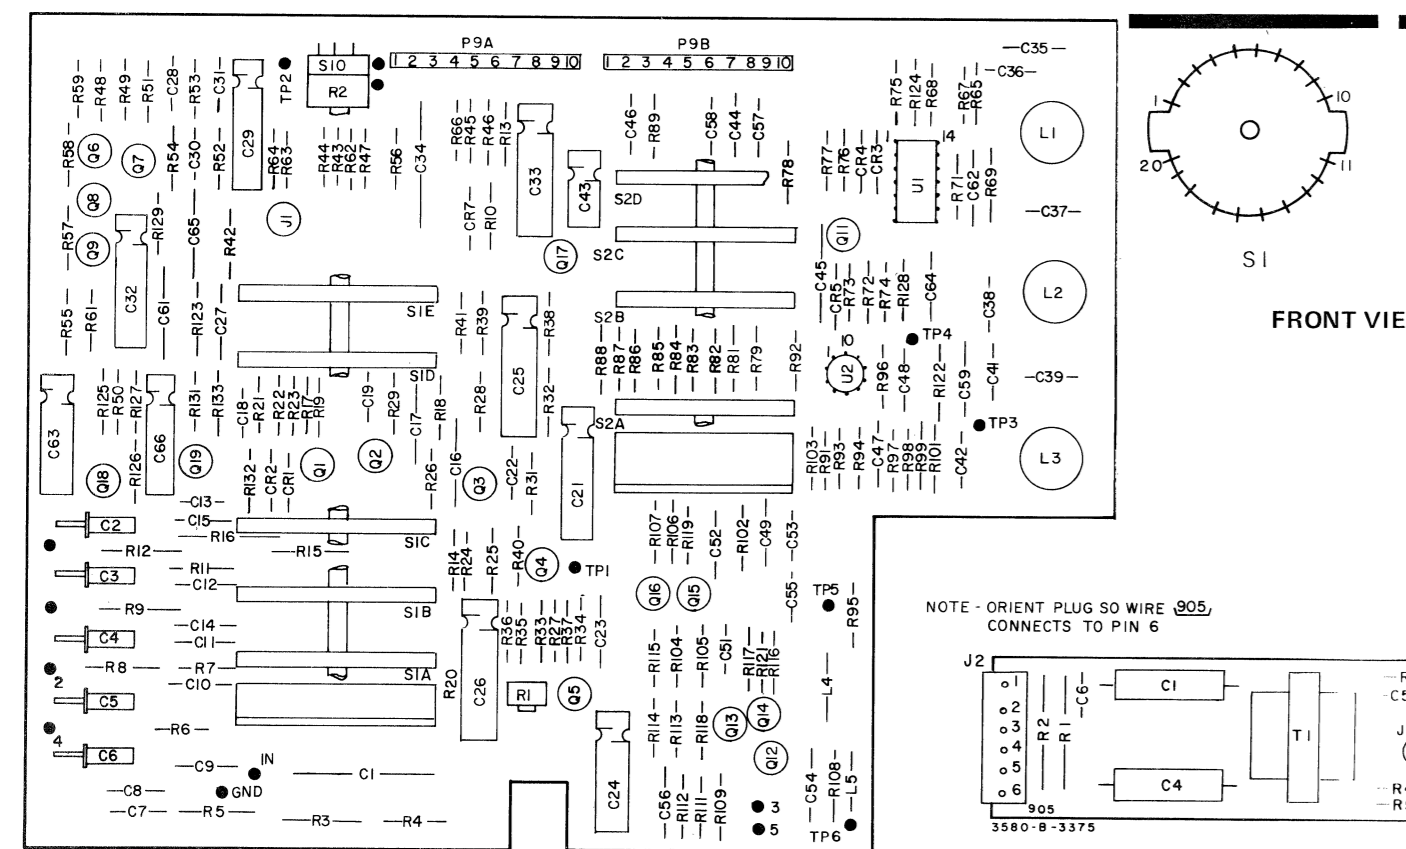 P9A
P9B
1 2 3 4 5 6 7 8 9 10
1 2 3 4 5 6 7 8 9 10
R59
R48
R49
R51
C28
R53
C31
C29
TP2
S10
R2
R66
R45
R46
R13
C33
C46
R89
C58
C44
C57
R75
R124
R68
R67
R65
C35
C36
R58
Q6
Q7
R54
C30
R52
R64
R63
R44
R43
R62
R47
R56
C34
C43
R78
R77
R76
CR4
CR3
1
14
U1
R71
C62
R69
L1
Q8
R57
Q9
R129
C65
R42
J1
CR7
R10
Q17
S2D
S2C
Q11
C37
C32
R55
R61
C61
R123
C27
S1E
R41
R39
C25
R38
S2B
C45
CR5
R73
R72
R74
R128
C64
C38
L2
TP4
R88
R87
R86
R85
R84
R83
R82
R81
R79
R92
10
1
U2
R96
C48
R122
C59
C41
C39
C63
R125
R50
R127
C66
R131
R133
C18
R21
R22
R23
R17
R19
S1D
C19
R29
C17
R18
R28
R32
S2A
TP3
Q18
R126
Q19
R132
CR2
CR1
Q1
Q2
R26
C16
Q3
C22
R31
C21
R103
R91
R93
R94
C47
R97
R98
R99
R101
C42
L3
C13
C2
C15
R16
S1C
R107
R106
R119
C52
R102
C49
C53
R12
R15
R14
R24
R25
R40
Q4
TP1
C3
R11
C12
Q16
Q15
C55
TP5
R95
R9
S1B
C14
C4
C11
R36
R35
R33
R27
R37
R34
C23
R115
R104
R105
C51
R117
R121
R116
L4
R8
R7
S1A
2
C10
C5
R20
C26
R1
Q5
R114
R113
R118
Q13
Q14
R6
4
C6
Q12
IN
C9
C1
C8
GND
C7
R5
R3
R4
C24
C56
R112
R111
R109
3
5
C54
R108
L5
TP6
1
10
20
11
S1
FRONT VIE
NOTE - ORIENT PLUG SO WIRE 905
CONNECTS TO PIN 6
J2
1
2
3
4
5
6
R2
R1
C6
C1
T1
C4
905
3580-B-3375
R
C5
J
R4
R